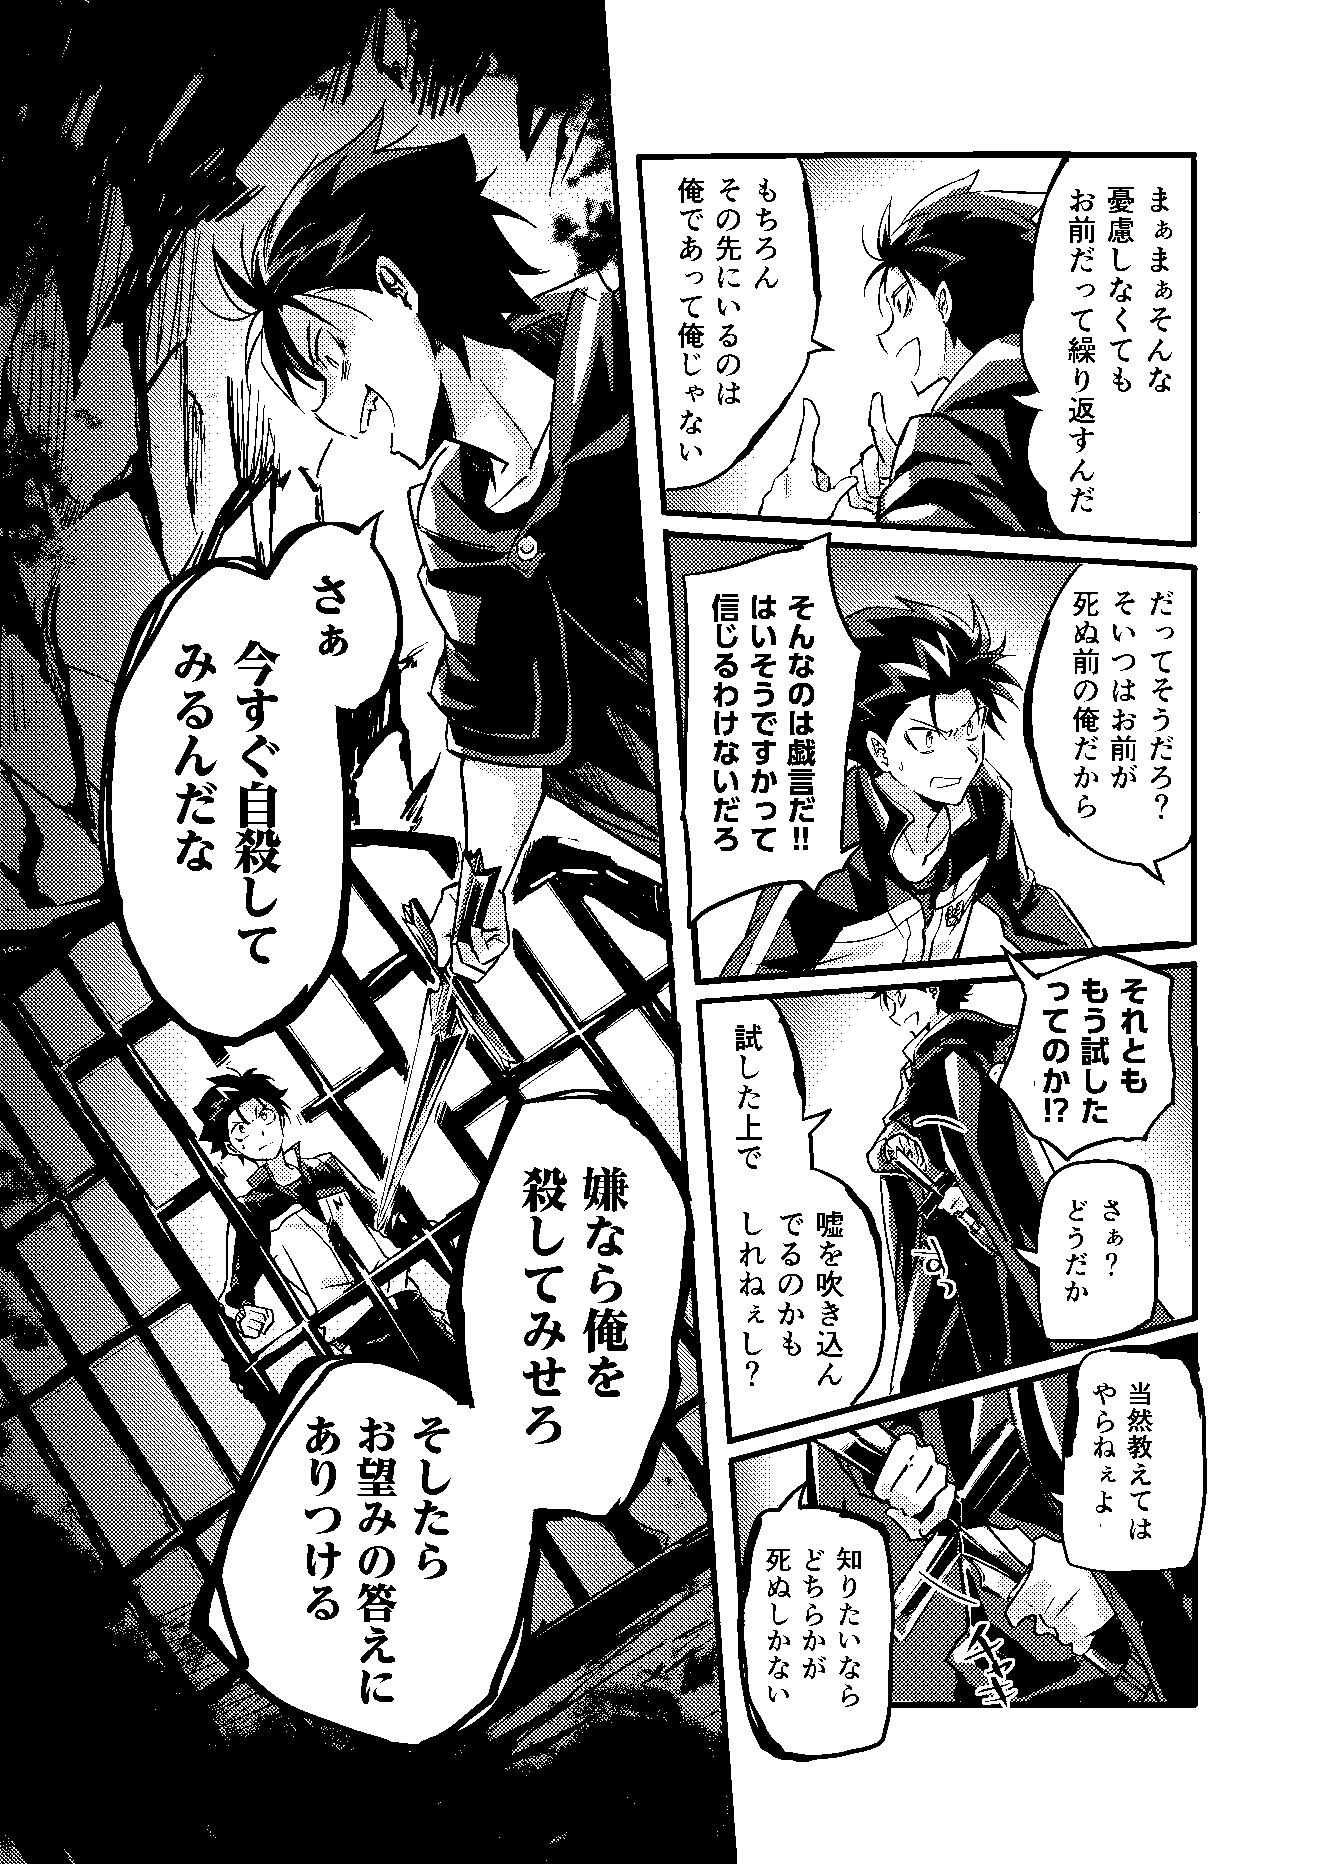 まぁまぁそんな
憂慮しなくても
お前だって繰り返すんだ
もちろん
その先にいるのは
俺であって俺じゃない
だってそうだろ?
そいつはお前が
死ぬ前の俺だから
そんなのは戯言だ!!
はいそうですかって
信じるわけないだろ
それとも
もう試した
ってのか!?
さぁ?
どうだか
試した上で
嘘を吹き込ん
でるのかも
しれねぇし?
ずっ
当然教えては
やらねぇよ
知りたいなら
どちらかが
死ぬしかない
さぁ
今すぐ自殺して
みるんだな
嫌なら俺を
殺してみせろ
そしたら
お望みの答えに
ありつける